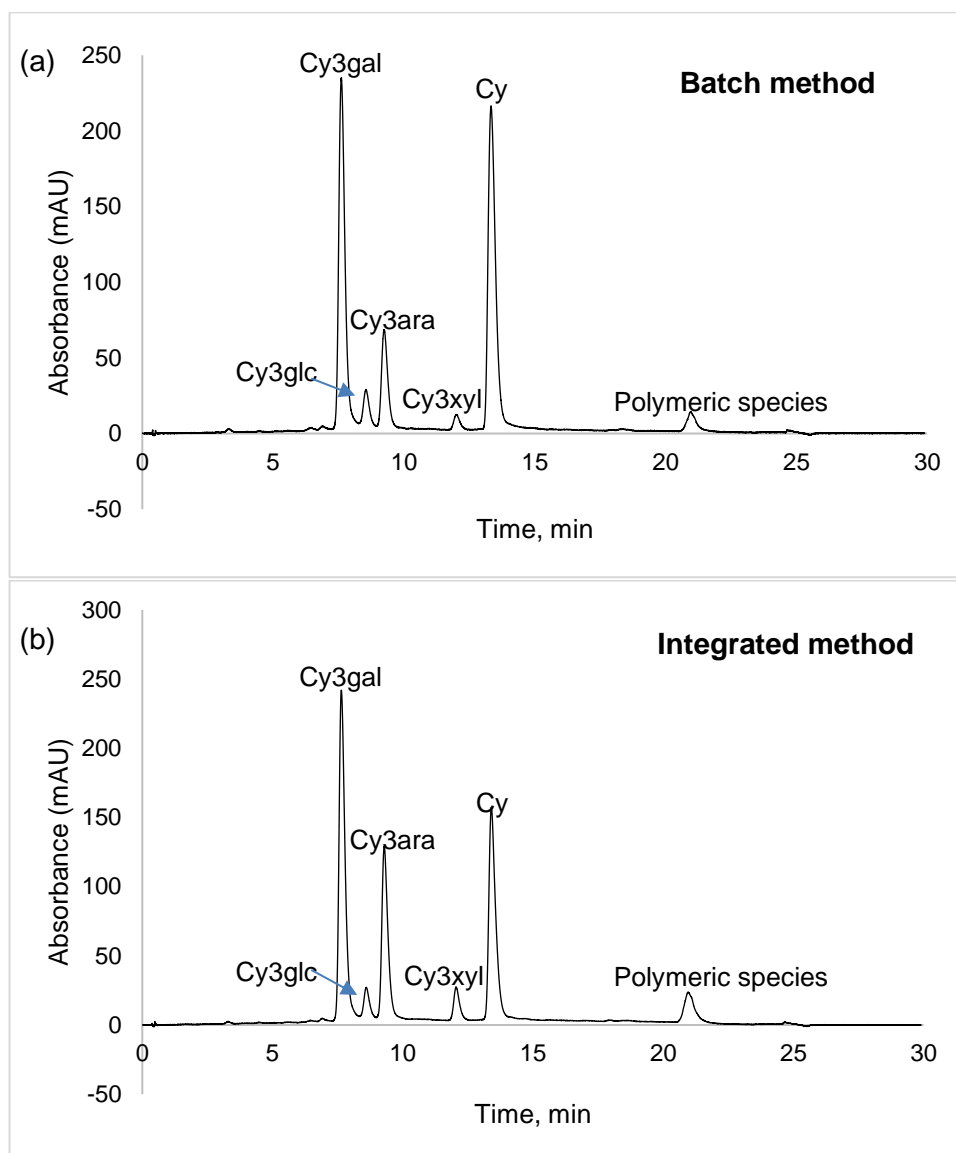 (a)
Batch method
Absorbance (mAU)
250
200
150
100
50
0
-50
Cy3gal
Cy
Cy3ara
Cy3glc
Cy3xyl
Polymeric species
0 5 10 15 20 25 30
Time, min
(b)
Integrated method
Absorbance (mAU)
300
250
200
150
100
50
0
-50
Cy3gal
Cy
Cy3ara
Cy3glc
Cy3xyl
Polymeric species
0 5 10 15 20 25 30
Time, min